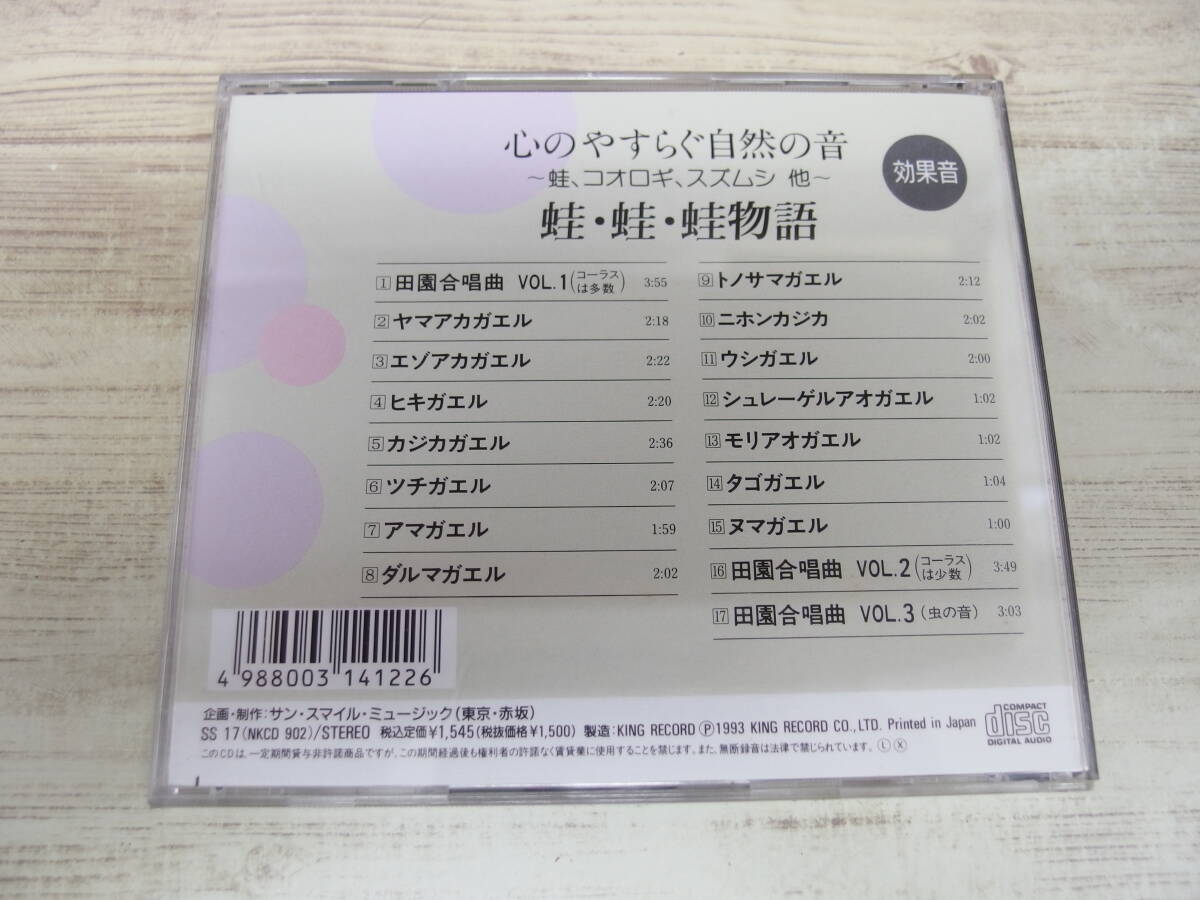 心のやすらぐ自然の音
～蛙、コオロギ、スズムシ 他～
蛙・蛙・蛙物語
効果音
1 田園合唱曲 VOL.1(コーラスは多数) 3:55
2 ヤマアカガエル 2:18
3 エゾアカガエル 2:22
4 ヒキガエル 2:20
5 カジカガエル 2:36
6 ツチガエル 2:07
7 アマガエル 1:59
8 ダルマガエル 2:02
9 トノサマガエル 2:12
10 ニホンカジカ 2:02
11 ウシガエル 2:00
12 シュレーゲルアオガエル 1:02
13 モリアオガエル 1:02
14 タゴガエル 1:04
15 ヌマガエル 1:00
16 田園合唱曲 VOL.2(コーラスは少数) 3:49
17 田園合唱曲 VOL.3(虫の音) 3:03
4 988003 141226
企画・制作:サン・スマイル・ミュージック(東京・赤坂)
SS 17(NKCD 902)/STEREO 税込定価¥1,545(税抜価格¥1,500) 製造:KING RECORD Ⓟ1993 KING RECORD CO.,LTD. Printed in Japan
このCDは、一定期間貸与非許諾商品ですが、この期間経過後も権利者の許諾なく賃貸業に使用することを禁じます。また、無断録音は法律で禁じられています。 Ⓛ Ⓧ
COMPACT
disc
DIGITAL AUDIO